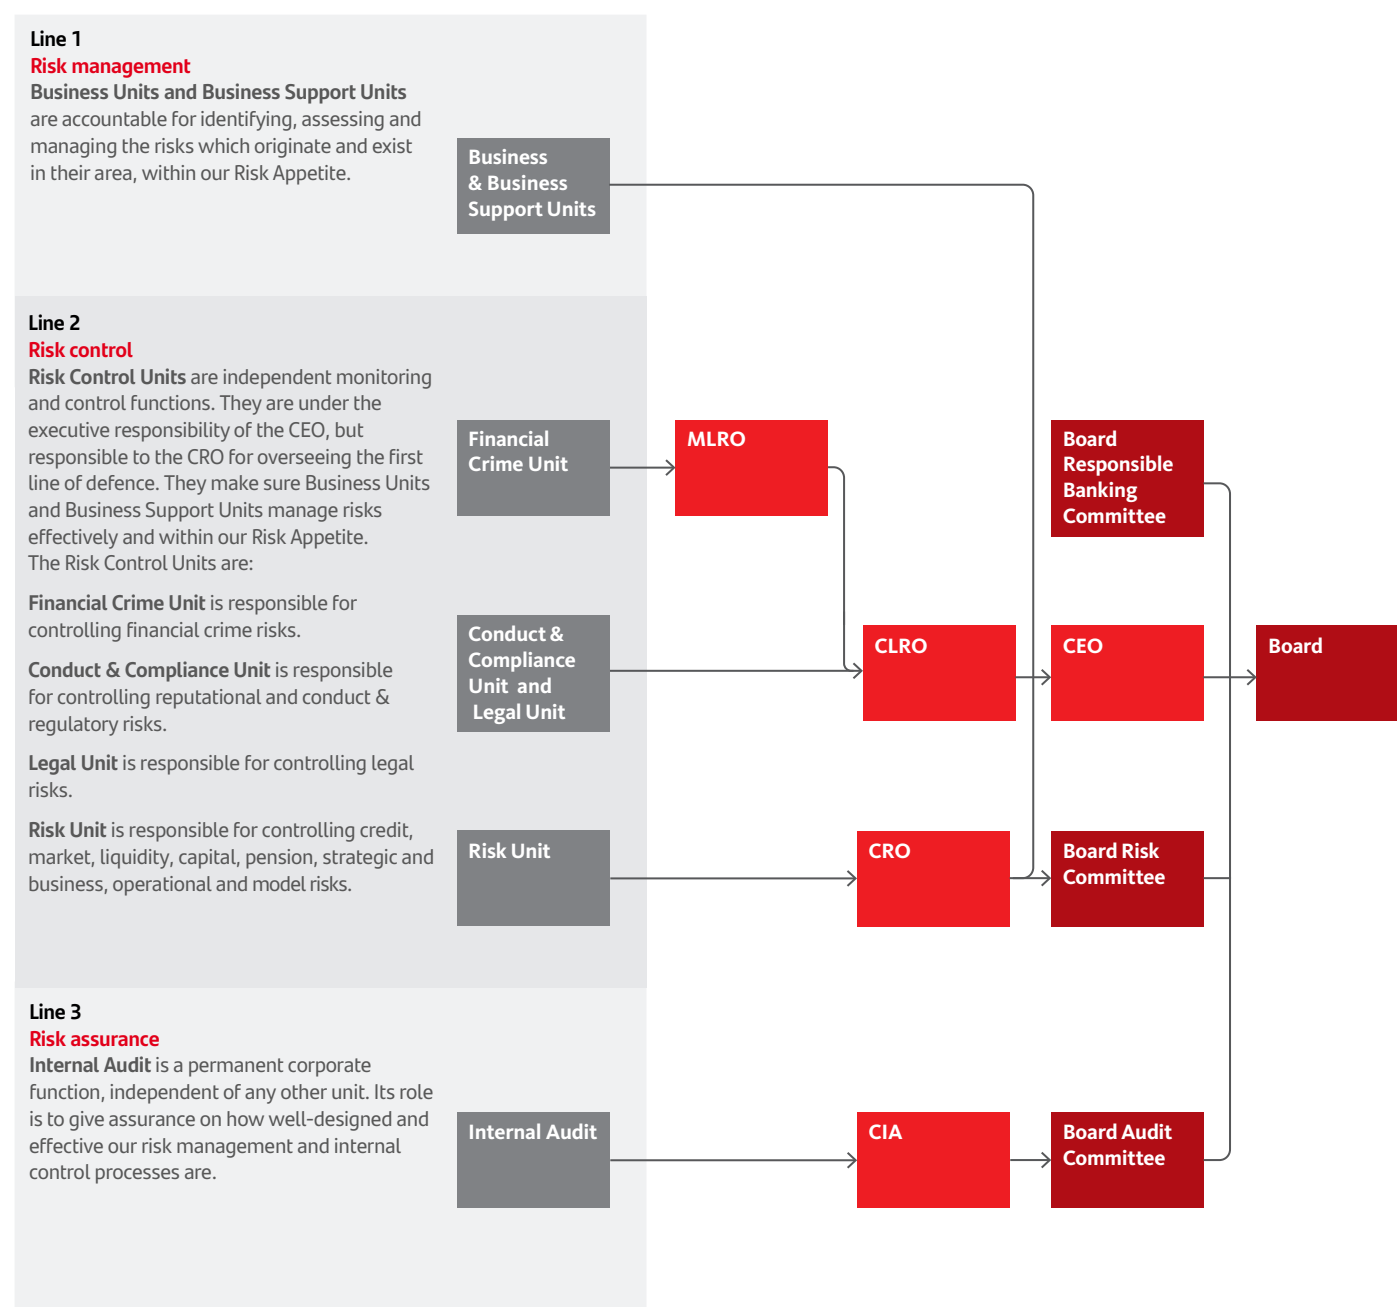 Line 1
Risk management
Business Units and Business Support Units
are accountable for identifying, assessing and
managing the risks which originate and exist
in their area, within our Risk Appetite.
Business
& Business
Support Units
Line 2
Risk control
Risk Control Units are independent monitoring
and control functions. They are under the
executive responsibility of the CEO, but
responsible to the CRO for overseeing the first
line of defence. They make sure Business Units
and Business Support Units manage risks
effectively and within our Risk Appetite.
The Risk Control Units are:
Financial Crime Unit is responsible for
controlling financial crime risks.
Conduct & Compliance Unit is responsible
for controlling reputational and conduct &
regulatory risks.
Legal Unit is responsible for controlling legal
risks.
Risk Unit is responsible for controlling credit,
market, liquidity, capital, pension, strategic and
business, operational and model risks.
Financial
Crime Unit
MLRO
Board
Responsible
Banking
Committee
Conduct &
Compliance
Unit and
Legal Unit
CLRO
CEO
Board
Risk Unit
CRO
Board Risk
Committee
Line 3
Risk assurance
Internal Audit is a permanent corporate
function, independent of any other unit. Its role
is to give assurance on how well-designed and
effective our risk management and internal
control processes are.
Internal Audit
CIA
Board Audit
Committee